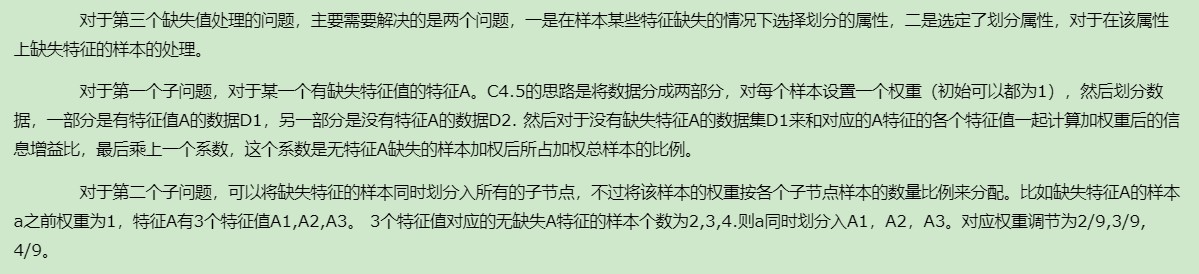 对于第三个缺失值处理的问题，主要需要解决的是两个问题，一是在样本某些特征缺失的情况下选择划分的属性，二是选定了划分属性，对于在该属性
上缺失特征的样本的处理。
对于第一个子问题，对于某一个有缺失特征值的特征A。C4.5的思路是将数据分成两部分，对每个样本设置一个权重（初始可以都为1），然后划分数
据，一部分是有特征值A的数据D1，另一部分是没有特征A的数据D2. 然后对于没有缺失特征A的数据集D1来和对应的A特征的各个特征值一起计算加权重后的信
息增益比，最后乘上一个系数，这个系数是无特征A缺失的样本加权后所占加权总样本的比例。
对于第二个子问题，可以将缺失特征的样本同时划分入所有的子节点，不过将该样本的权重按各个子节点样本的数量比例来分配。比如缺失特征A的样本
a之前权重为1，特征A有3个特征值A1,A2,A3。 3个特征值对应的无缺失A特征的样本个数为2,3,4.则a同时划分入A1，A2，A3。对应权重调节为2/9,3/9,
4/9。